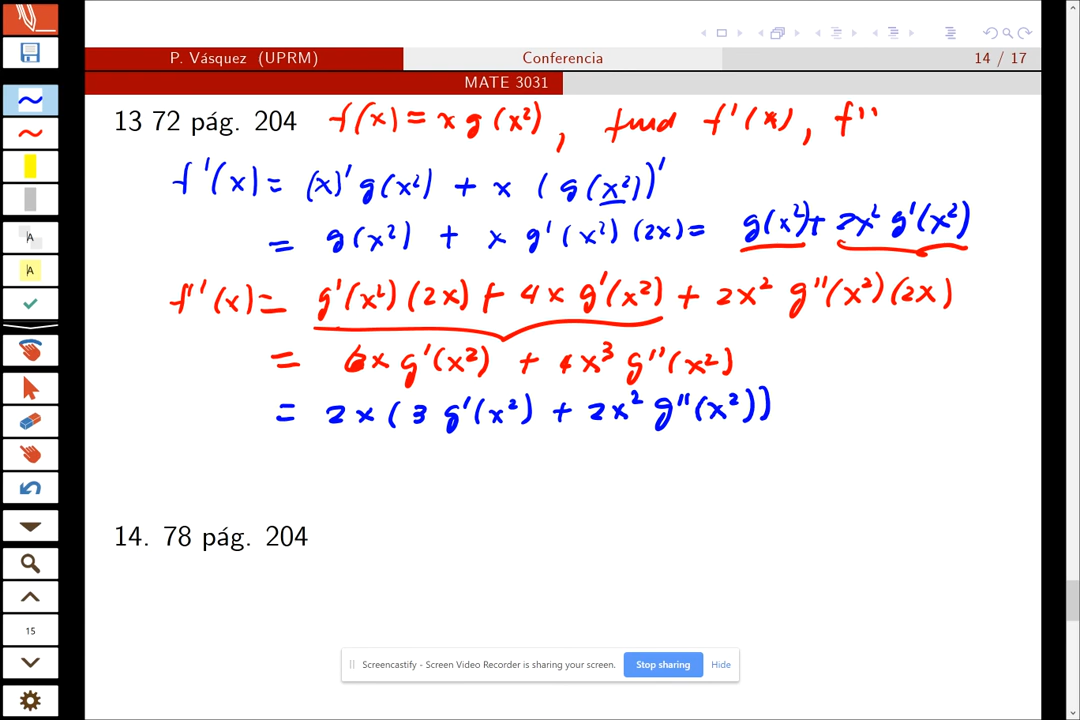 P. Vásquez (UPRM) Conferencia 14 / 17
MATE 3031
13 72 pág. 204 f(x) = x g(x²), find f'(x), f''
f'(x) = (x)' g(x²) + x (g(x²))'
= g(x²) + x g'(x²)(2x) = g(x²) + 2x² g'(x²)
f''(x) = g'(x²)(2x) + 4x g'(x²) + 2x² g''(x²)(2x)
= 6x g'(x²) + 4x³ g''(x²)
= 2x(3 g'(x²) + 2x² g''(x²))
14. 78 pág. 204
A
A
15
Screencastify - Screen Video Recorder is sharing your screen. Stop sharing Hide